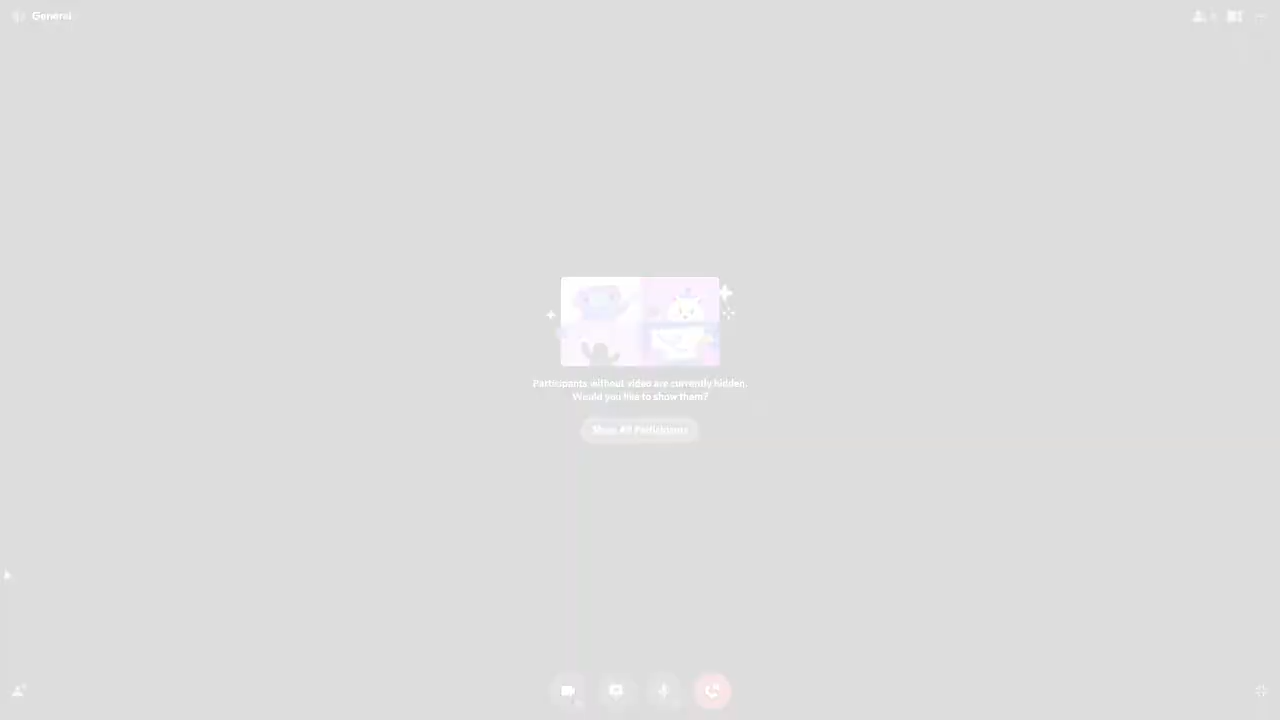 General
Participants without video are currently hidden.
Would you like to show them?
Show All Participants